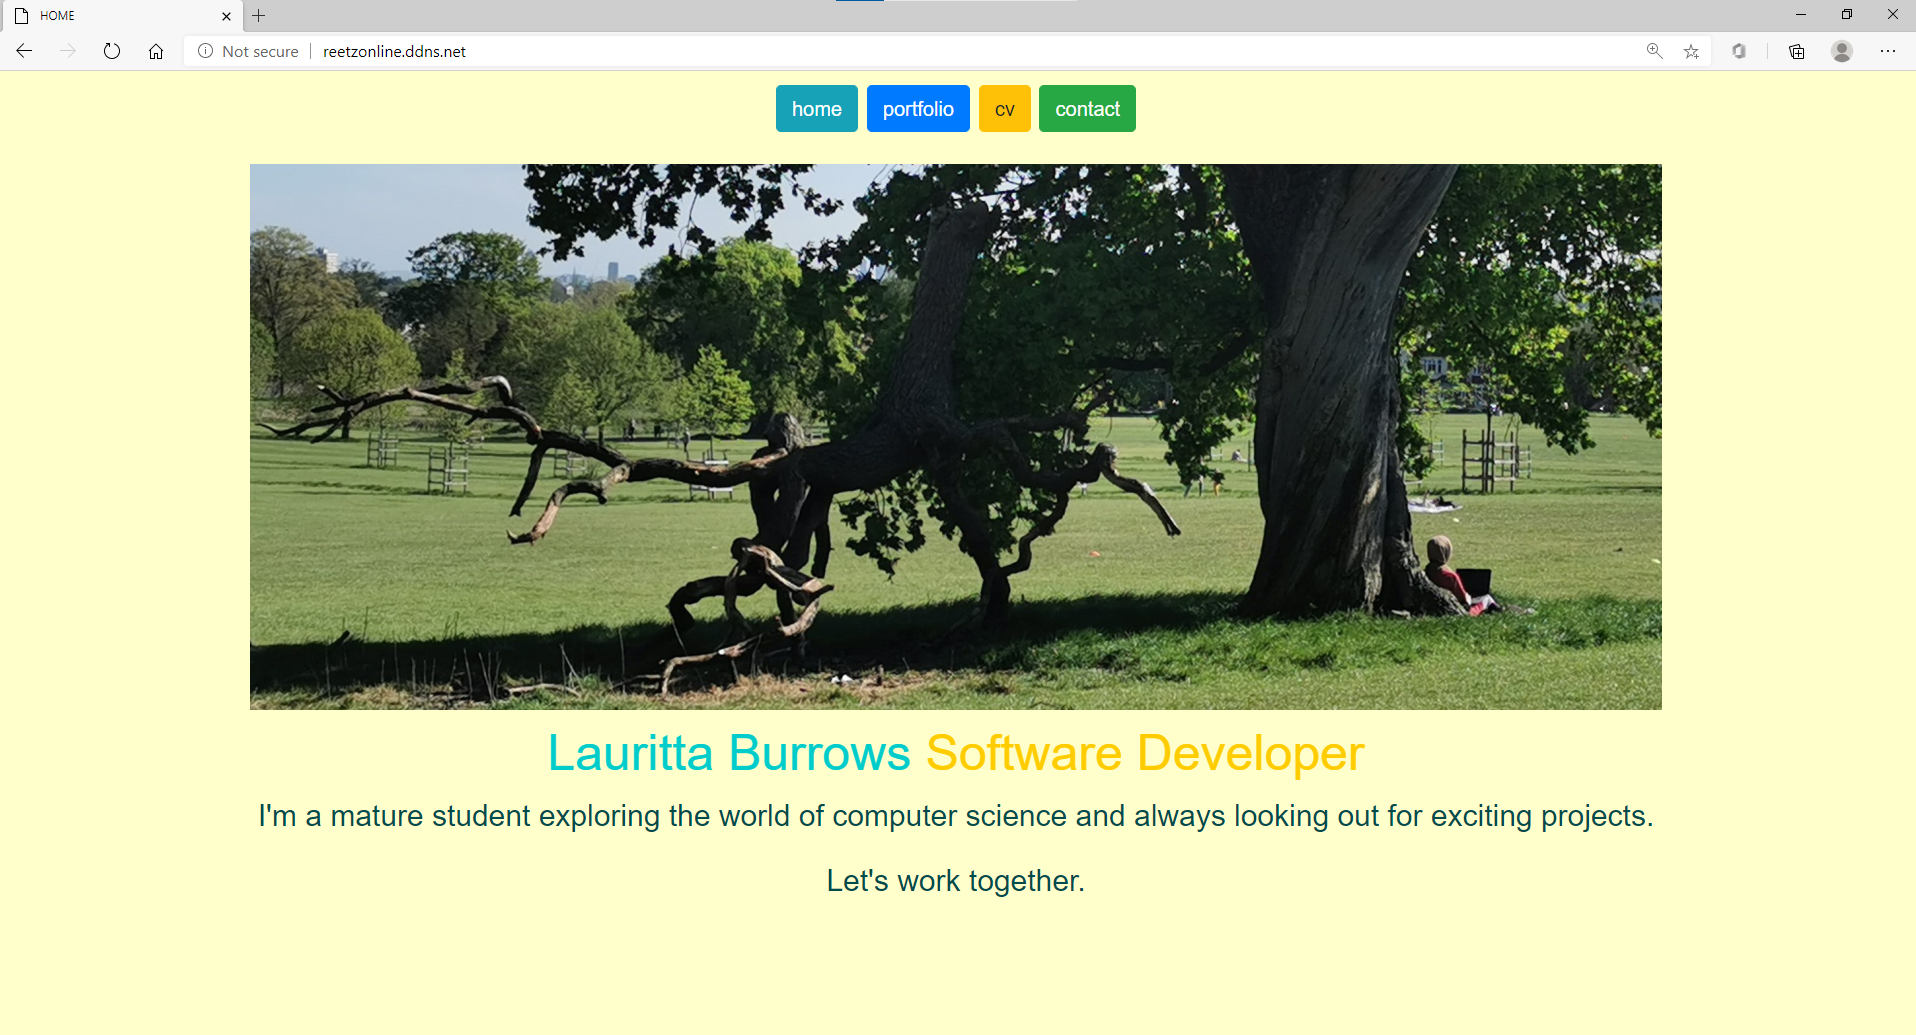 HOME
Not secure | reetzonline.ddns.net
home portfolio cv contact
Lauritta Burrows Software Developer
I'm a mature student exploring the world of computer science and always looking out for exciting projects.
Let's work together.